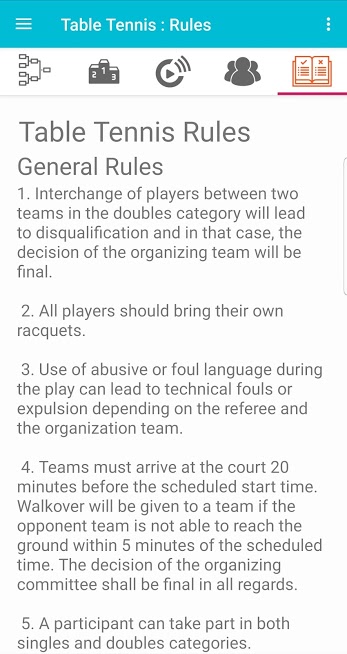 Table Tennis : Rules
2 1 3
Table Tennis Rules
General Rules
1. Interchange of players between two
teams in the doubles category will lead
to disqualification and in that case, the
decision of the organizing team will be
final.
2. All players should bring their own
racquets.
3. Use of abusive or foul language during
the play can lead to technical fouls or
expulsion depending on the referee and
the organization team.
4. Teams must arrive at the court 20
minutes before the scheduled start time.
Walkover will be given to a team if the
opponent team is not able to reach the
ground within 5 minutes of the scheduled
time. The decision of the organizing
committee shall be final in all regards.
5. A participant can take part in both
singles and doubles categories.